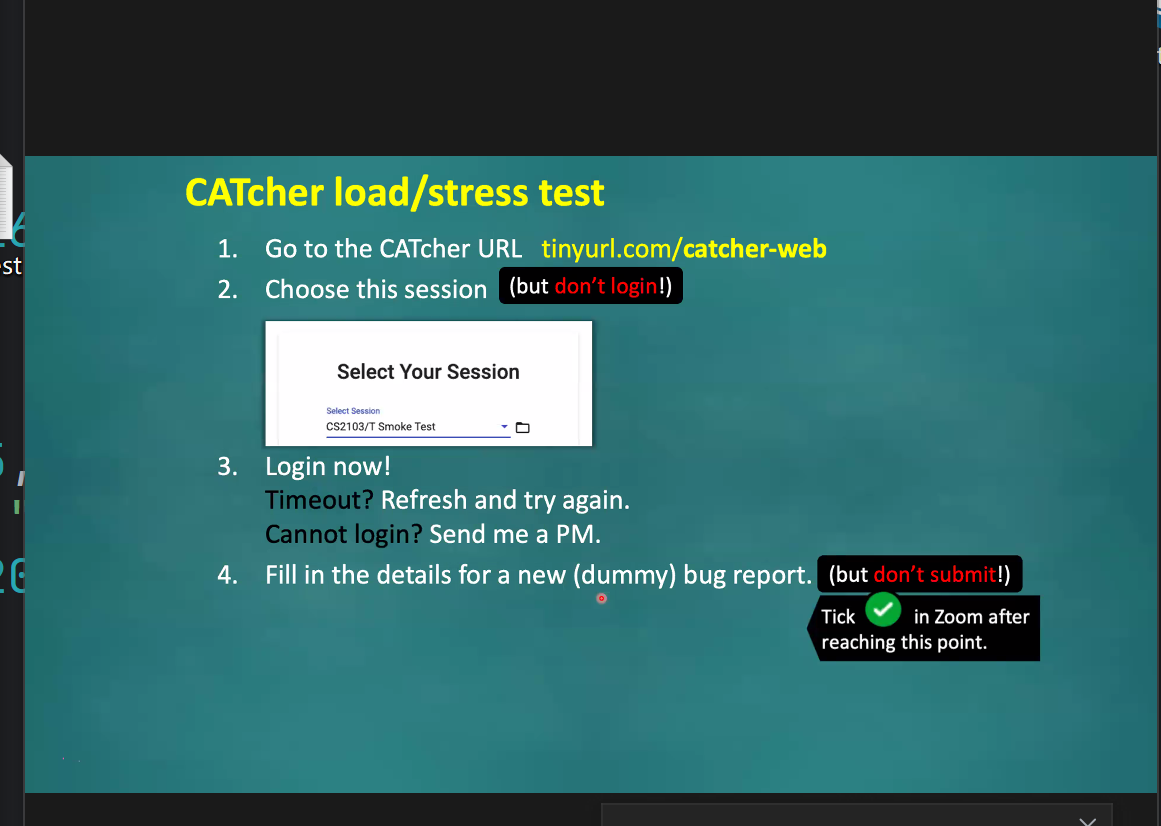 CATcher load/stress test
1. Go to the CATcher URL tinyurl.com/catcher-web
2. Choose this session (but don't login!)
Select Your Session
Select Session
CS2103/T Smoke Test
3. Login now!
Timeout? Refresh and try again.
Cannot login? Send me a PM.
4. Fill in the details for a new (dummy) bug report. (but don't submit!)
Tick in Zoom after
reaching this point.